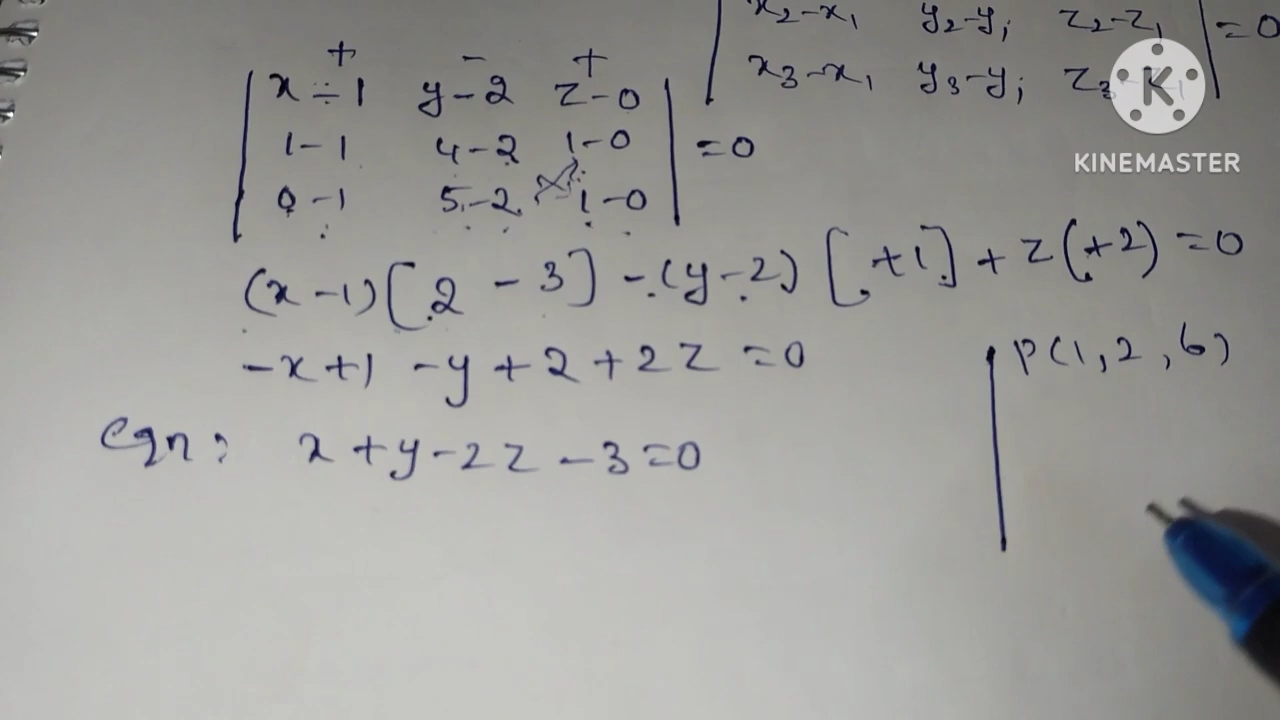 | x₂-x₁ y₂-y₁ z₂-z₁ | =0
| x₃-x₁ y₃-y₁ z₃- ₁ |
+ - +
| x-1 y-2 z-0 |
| 1-1 4-2 1-0 | =0
| 0-1 5-2 1-0 |
KINEMASTER
(x-1)[2-3] -(y-2)[+1] + z(+2) =0
-x+1 -y+2+2z =0
P(1,2,6)
Eqn: x+y-2z-3=0